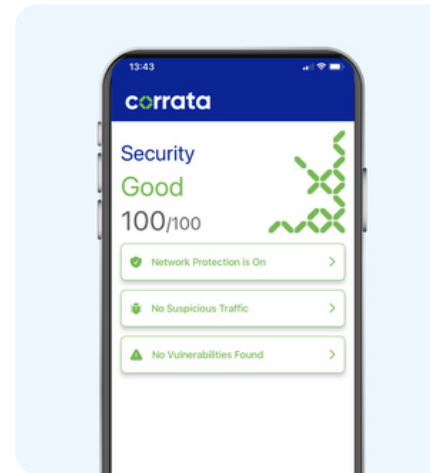 13:43
corrata
Security
Good
100/100
Network Protection is On
No Suspicious Traffic
No Vulnerabilities Found